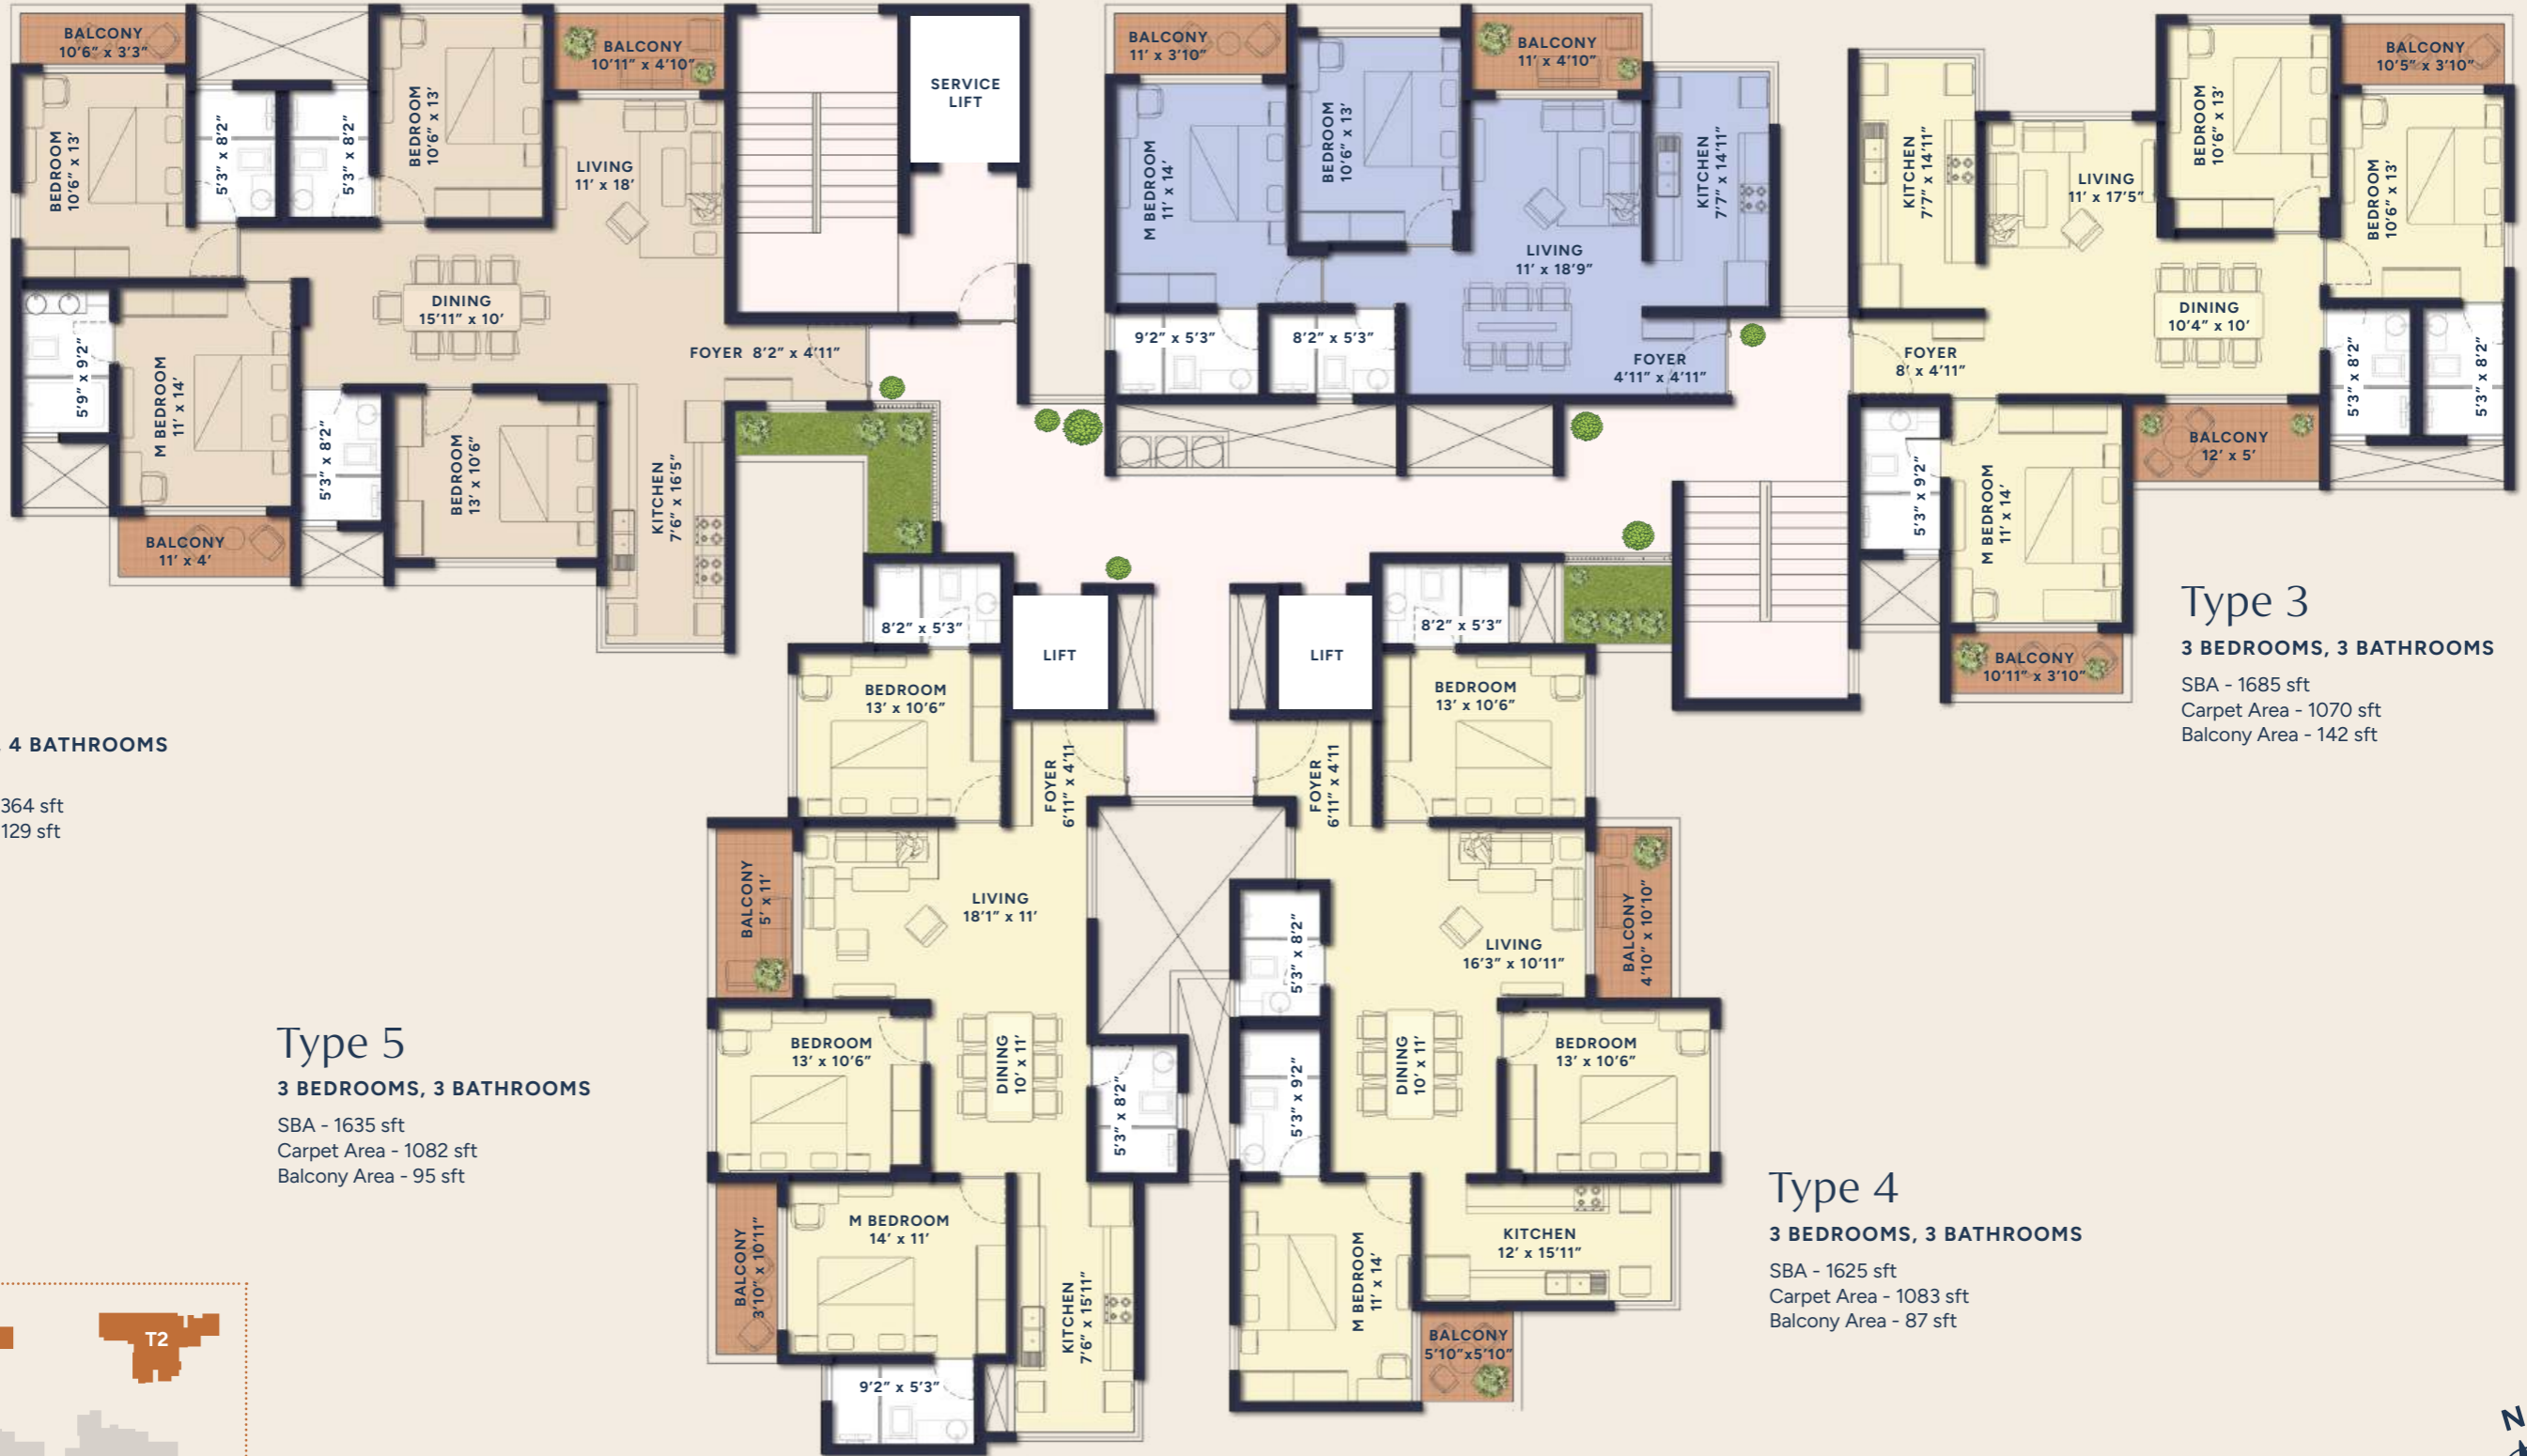 BALCONY
10'6" x 3'3"
BEDROOM
10'6" x 13'
5'3" x 8'2"
5'3" x 8'2"
BEDROOM
10'6" x 13'
BALCONY
10'11" x 4'10"
LIVING
11' x 18'
DINING
15'11" x 10'
FOYER 8'2" x 4'11"
5'9" x 9'2"
M BEDROOM
11' x 14'
5'3" x 8'2"
BEDROOM
13' x 10'6"
KITCHEN
7'6" x 16'5"
BALCONY
11' x 4'
SERVICE
LIFT
BALCONY
11' x 3'10"
M BEDROOM
11' x 14'
BEDROOM
10'6" x 13'
BALCONY
11' x 4'10"
KITCHEN
7'7" x 14'11"
LIVING
11' x 18'9"
9'2" x 5'3"
8'2" x 5'3"
FOYER
4'11" x 4'11"
KITCHEN
7'7" x 14'11"
LIVING
11' x 17'5"
BEDROOM
10'6" x 13'
BALCONY
10'5" x 3'10"
BEDROOM
10'6" x 13'
DINING
10'4" x 10'
FOYER
8' x 4'11"
5'3" x 8'2"
5'3" x 8'2"
5'3" x 9'2"
M BEDROOM
11' x 14'
BALCONY
12' x 5'
BALCONY
10'11" x 3'10"
Type 3
3 BEDROOMS, 3 BATHROOMS
SBA - 1685 sft
Carpet Area - 1070 sft
Balcony Area - 142 sft
, 4 BATHROOMS
364 sft
129 sft
8'2" x 5'3"
LIFT
LIFT
8'2" x 5'3"
BEDROOM
13' x 10'6"
FOYER
6'11" x 4'11
FOYER
6'11" x 4'11
BEDROOM
13' x 10'6"
BALCONY
5' x 11'
LIVING
18'1" x 11'
5'3" x 8'2"
LIVING
16'3" x 10'11"
BALCONY
4'10" x 10'10"
BEDROOM
13' x 10'6"
DINING
10' x 11'
5'3" x 8'2"
5'3" x 9'2"
DINING
10' x 11'
BEDROOM
13' x 10'6"
BALCONY
3'10" x 10'11"
M BEDROOM
14' x 11'
KITCHEN
7'6" x 15'11"
9'2" x 5'3"
M BEDROOM
11' x 14'
KITCHEN
12' x 15'11"
BALCONY
5'10"x5'10"
Type 5
3 BEDROOMS, 3 BATHROOMS
SBA - 1635 sft
Carpet Area - 1082 sft
Balcony Area - 95 sft
Type 4
3 BEDROOMS, 3 BATHROOMS
SBA - 1625 sft
Carpet Area - 1083 sft
Balcony Area - 87 sft
T2
N